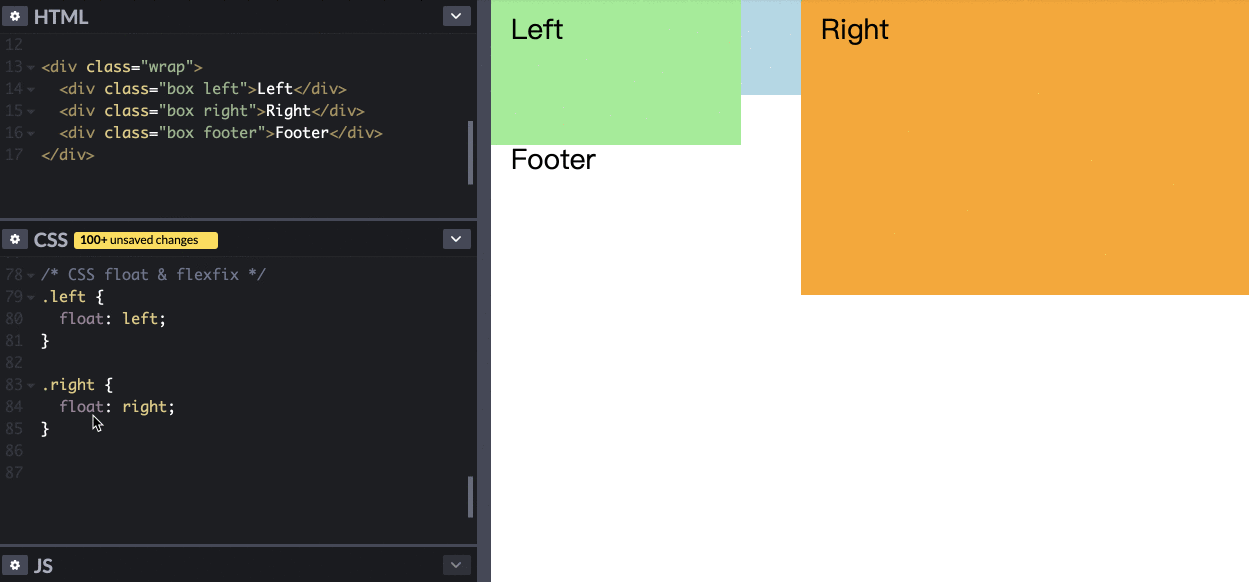 HTML
12
13 <div class="wrap">
14 <div class="box left">Left</div>
15 <div class="box right">Right</div>
16 <div class="box footer">Footer</div>
17 </div>
CSS 100+ unsaved changes
78 /* CSS float & flexfix */
79 .left {
80 float: left;
81 }
82
83 .right {
84 float: right;
85 }
86
87
JS
Left
Right
Footer